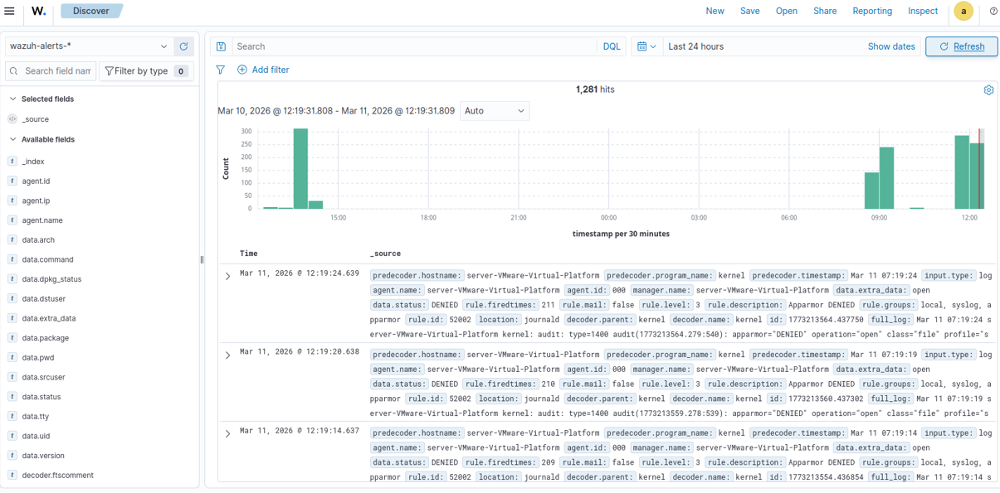 W. Discover New Save Open Share Reporting Inspect a
wazuh-alerts-*
Search DQL Last 24 hours Show dates Refresh
Search field nam Filter by type 0
Add filter
Selected fields
_source
Available fields
_index
agent.id
agent.ip
agent.name
data.arch
data.command
data.dpkg_status
data.dstuser
data.extra_data
data.package
data.pwd
data.srcuser
data.status
data.tty
data.uid
data.version
decoder.ftscomment
1,281 hits
Mar 10, 2026 @ 12:19:31.808 - Mar 11, 2026 @ 12:19:31.809 Auto
Count
300
250
200
150
100
50
0
15:00 18:00 21:00 00:00 03:00 06:00 09:00 12:00
timestamp per 30 minutes
Time _source
Mar 11, 2026 @ 12:19:24.639 predecoder.hostname: server-VMware-Virtual-Platform predecoder.program_name: kernel predecoder.timestamp: Mar 11 07:19:24 input.type: log
agent.name: server-VMware-Virtual-Platform agent.id: 000 manager.name: server-VMware-Virtual-Platform data.extra_data: open
data.status: DENIED rule.firedtimes: 211 rule.mail: false rule.level: 3 rule.description: Apparmor DENIED rule.groups: local, syslog, a
pparmor rule.id: 52002 location: journald decoder.parent: kernel decoder.name: kernel id: 1773213564.437750 full_log: Mar 11 07:19:24 s
erver-VMware-Virtual-Platform kernel: audit: type=1400 audit(1773213564.279:540): apparmor="DENIED" operation="open" class="file" profile="s
Mar 11, 2026 @ 12:19:20.638 predecoder.hostname: server-VMware-Virtual-Platform predecoder.program_name: kernel predecoder.timestamp: Mar 11 07:19:19 input.type: log
agent.name: server-VMware-Virtual-Platform agent.id: 000 manager.name: server-VMware-Virtual-Platform data.extra_data: open
data.status: DENIED rule.firedtimes: 210 rule.mail: false rule.level: 3 rule.description: Apparmor DENIED rule.groups: local, syslog, a
pparmor rule.id: 52002 location: journald decoder.parent: kernel decoder.name: kernel id: 1773213560.437302 full_log: Mar 11 07:19:19 s
erver-VMware-Virtual-Platform kernel: audit: type=1400 audit(1773213559.278:539): apparmor="DENIED" operation="open" class="file" profile="s
Mar 11, 2026 @ 12:19:14.637 predecoder.hostname: server-VMware-Virtual-Platform predecoder.program_name: kernel predecoder.timestamp: Mar 11 07:19:14 input.type: log
agent.name: server-VMware-Virtual-Platform agent.id: 000 manager.name: server-VMware-Virtual-Platform data.extra_data: open
data.status: DENIED rule.firedtimes: 209 rule.mail: false rule.level: 3 rule.description: Apparmor DENIED rule.groups: local, syslog, a
pparmor rule.id: 52002 location: journald decoder.parent: kernel decoder.name: kernel id: 1773213554.436854 full_log: Mar 11 07:19:14 s